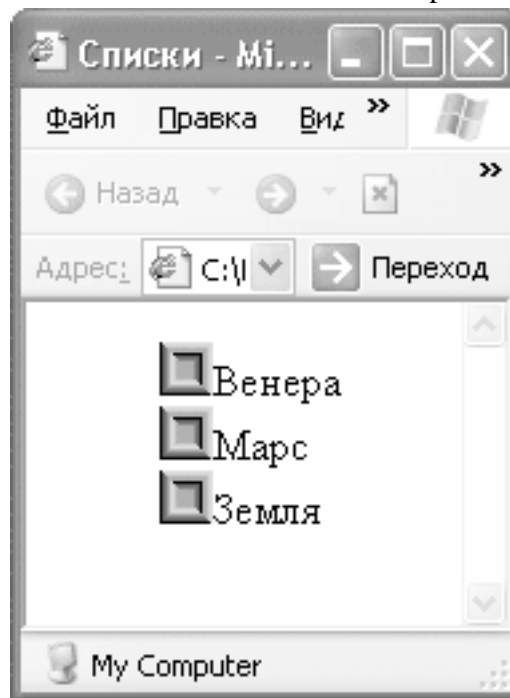 Списки - Mi...
Файл Правка Вид »
Назад »
Адрес: C:\ Переход
Венера
Марс
Земля
My Computer